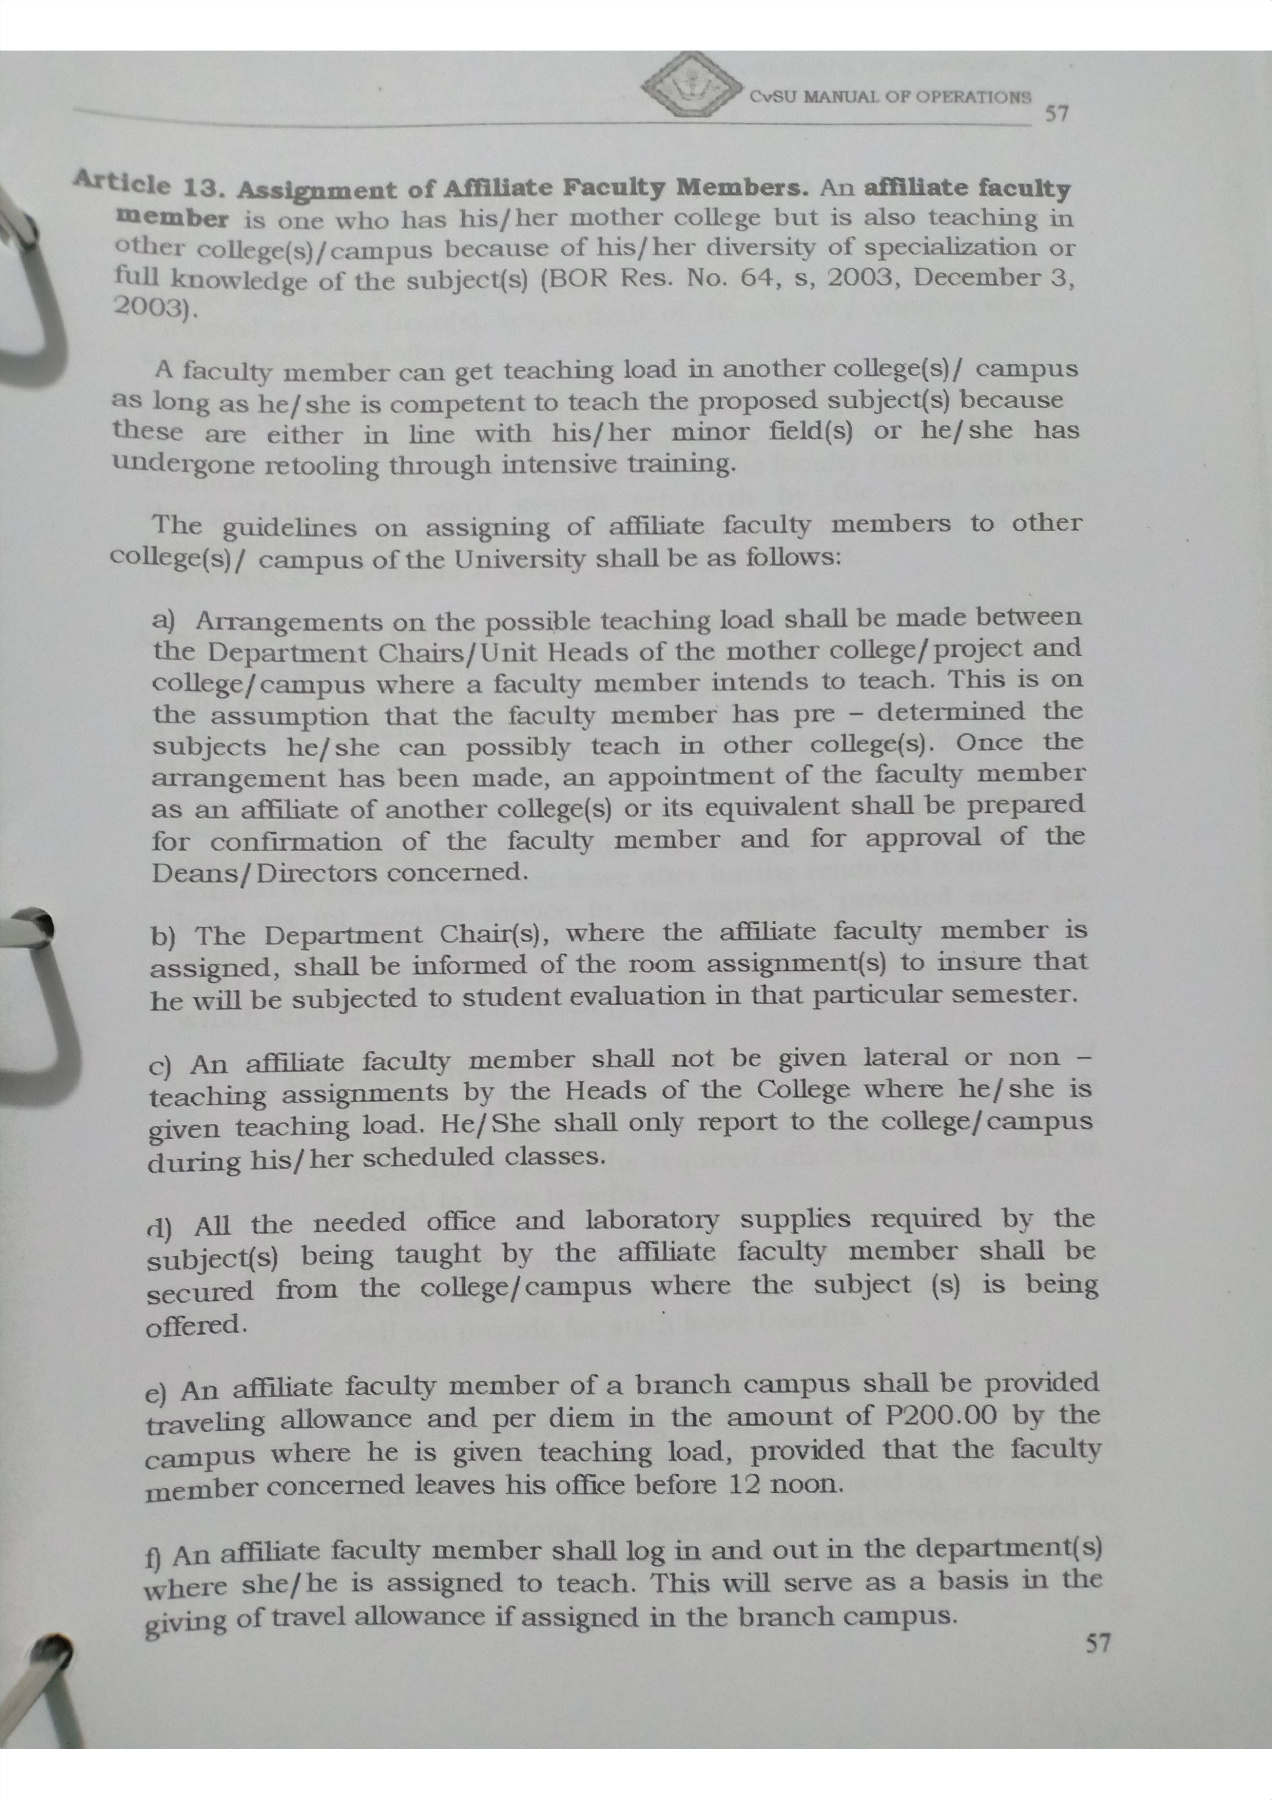 CvSU MANUAL OF OPERATIONS
57
Article 13. Assignment of Affiliate Faculty Members. An affiliate faculty
member is one who has his/her mother college but is also teaching in
other college(s)/campus because of his/her diversity of specialization or
full knowledge of the subject(s) (BOR Res. No. 64, s, 2003, December 3,
2003).
A faculty member can get teaching load in another college(s)/ campus
as long as he/she is competent to teach the proposed subject(s) because
these are either in line with his/her minor field(s) or he/she has
undergone retooling through intensive training.
The guidelines on assigning of affiliate faculty members to other
college(s)/ campus of the University shall be as follows:
a) Arrangements on the possible teaching load shall be made between
the Department Chairs/Unit Heads of the mother college/project and
college/campus where a faculty member intends to teach. This is on
the assumption that the faculty member has pre – determined the
subjects he/she can possibly teach in other college(s). Once the
arrangement has been made, an appointment of the faculty member
as an affiliate of another college(s) or its equivalent shall be prepared
for confirmation of the faculty member and for approval of the
Deans/Directors concerned.
b) The Department Chair(s), where the affiliate faculty member is
assigned, shall be informed of the room assignment(s) to insure that
he will be subjected to student evaluation in that particular semester.
c) An affiliate faculty member shall not be given lateral or non –
teaching assignments by the Heads of the College where he/she is
given teaching load. He/She shall only report to the college/campus
during his/her scheduled classes.
d) All the needed office and laboratory supplies required by the
subject(s) being taught by the affiliate faculty member shall be
secured from the college/campus where the subject (s) is being
offered.
e) An affiliate faculty member of a branch campus shall be provided
traveling allowance and per diem in the amount of P200.00 by the
campus where he is given teaching load, provided that the faculty
member concerned leaves his office before 12 noon.
f) An affiliate faculty member shall log in and out in the department(s)
where she/he is assigned to teach. This will serve as a basis in the
giving of travel allowance if assigned in the branch campus.
57